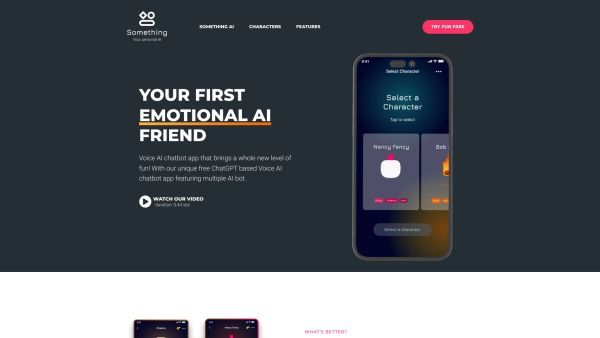 Something
Your personal AI
SOMETHING AI
CHARACTERS
FEATURES
TRY FOR FREE
YOUR FIRST
EMOTIONAL AI
FRIEND
Voice AI chatbot app that brings a whole new level of
fun! With our unique free ChatGPT based Voice AI
chatbot app featuring multiple AI bot.
WATCH OUR VIDEO
duration: 0:44 sec
9:41
Select Character
Select a
Character
Tap to select
Nancy Fancy
Bob
Select a character
WHAT'S BETTER?